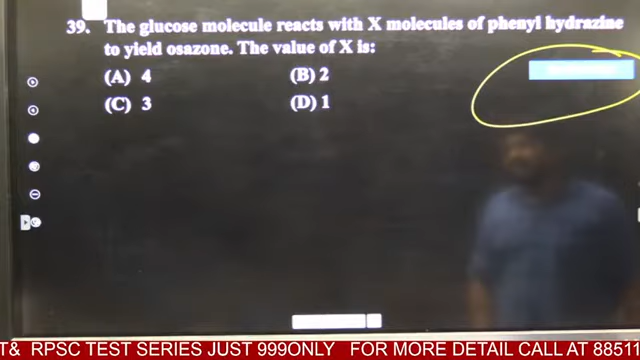 39. The glucose molecule reacts with X molecules of phenyl hydrazine
to yield osazone. The value of X is:
(A) 4 (B) 2
(C) 3 (D) 1
T& RPSC TEST SERIES JUST 999ONLY FOR MORE DETAIL CALL AT 88511